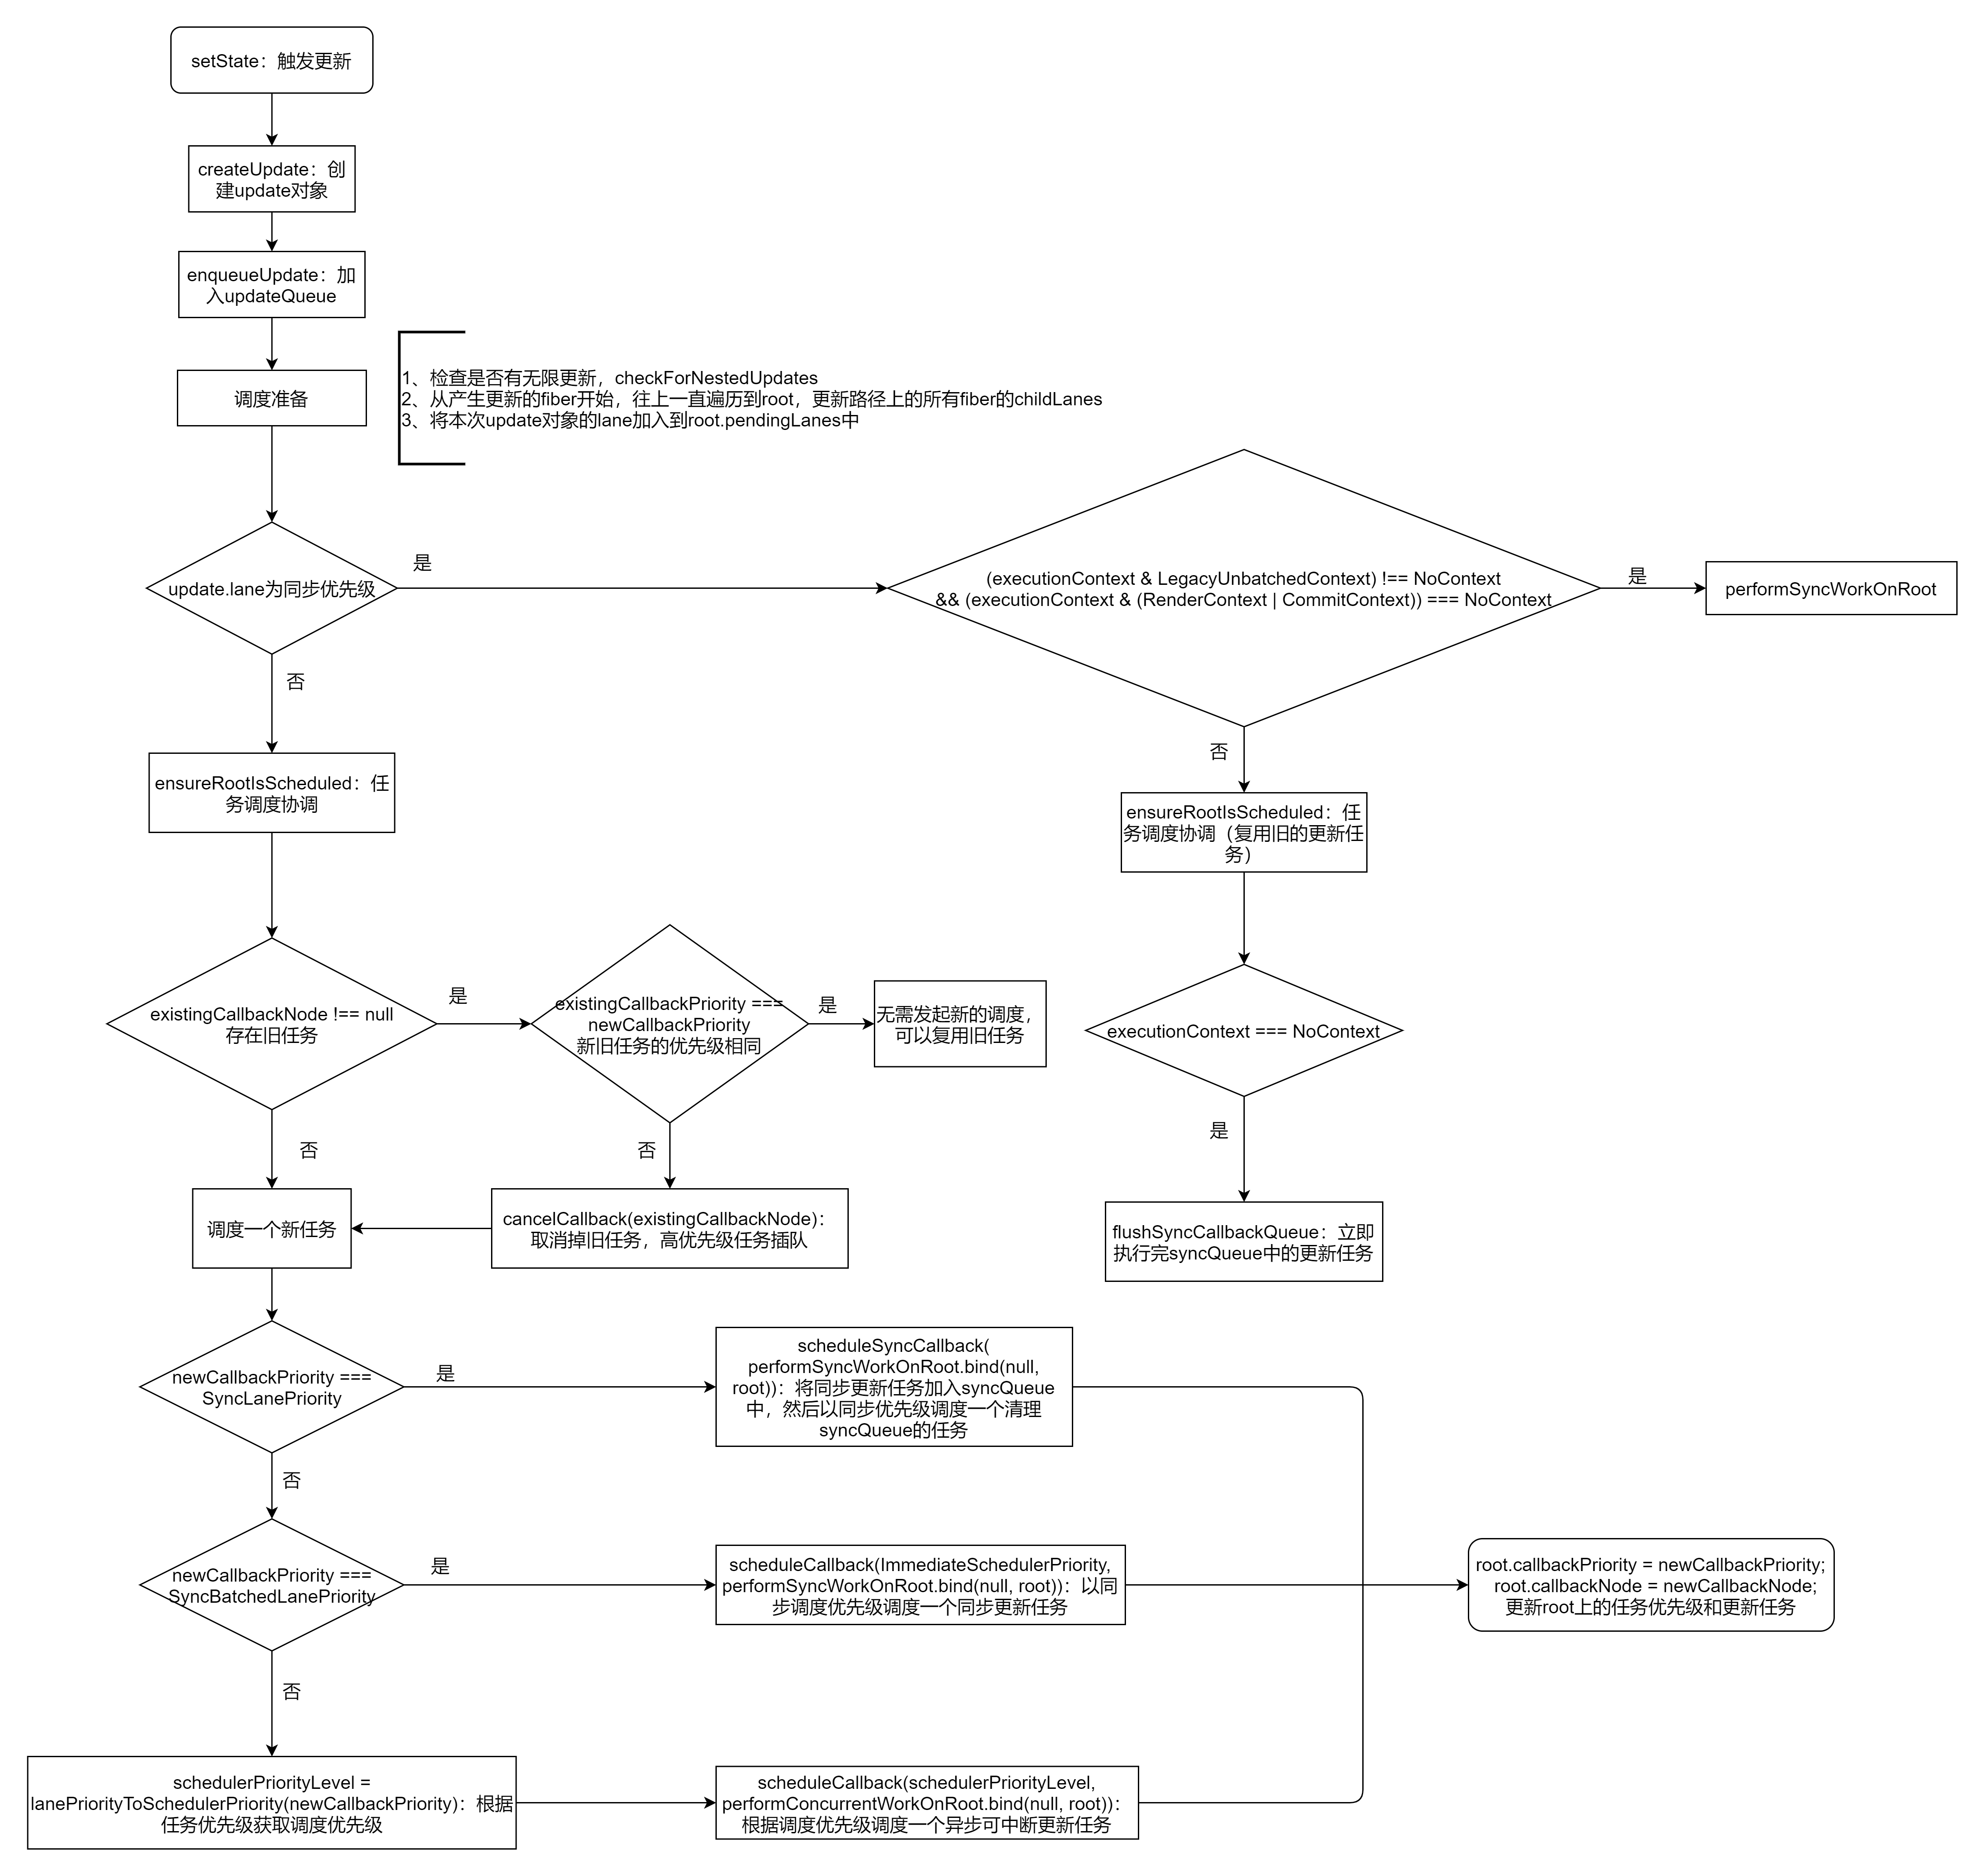 setState：触发更新
createUpdate：创
建update对象
enqueueUpdate：加
入updateQueue
调度准备
1、检查是否有无限更新，checkForNestedUpdates
2、从产生更新的fiber开始，往上一直遍历到root，更新路径上的所有fiber的childLanes
3、将本次update对象的lane加入到root.pendingLanes中
update.lane为同步优先级
是
(executionContext & LegacyUnbatchedContext) !== NoContext
&& (executionContext & (RenderContext | CommitContext)) === NoContext
是
performSyncWorkOnRoot
否
ensureRootIsScheduled：任
务调度协调
否
ensureRootIsScheduled：任
务调度协调（复用旧的更新任
务）
existingCallbackNode !== null
存在旧任务
是
existingCallbackPriority ===
newCallbackPriority
新旧任务的优先级相同
是
无需发起新的调度，
可以复用旧任务
executionContext === NoContext
是
flushSyncCallbackQueue：立即
执行完syncQueue中的更新任务
否
否
调度一个新任务
cancelCallback(existingCallbackNode)：
取消掉旧任务，高优先级任务插队
newCallbackPriority ===
SyncLanePriority
是
scheduleSyncCallback(
performSyncWorkOnRoot.bind(null,
root))：将同步更新任务加入syncQueue
中，然后以同步优先级调度一个清理
syncQueue的任务
否
newCallbackPriority ===
SyncBatchedLanePriority
是
scheduleCallback(ImmediateSchedulerPriority,
performSyncWorkOnRoot.bind(null, root))：以同
步调度优先级调度一个同步更新任务
root.callbackPriority = newCallbackPriority;
root.callbackNode = newCallbackNode;
更新root上的任务优先级和更新任务
否
schedulerPriorityLevel =
lanePriorityToSchedulerPriority(newCallbackPriority)：根据
任务优先级获取调度优先级
scheduleCallback(schedulerPriorityLevel,
performConcurrentWorkOnRoot.bind(null, root))：
根据调度优先级调度一个异步可中断更新任务